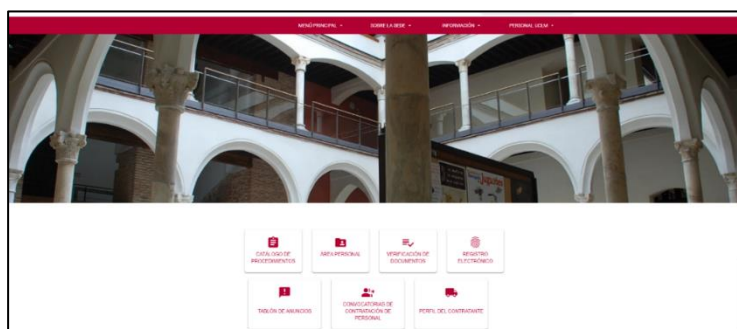 MENÚ PRINCIPAL
SOBRE LA SEDE
INFORMACIÓN
PERSONAL UCLM
juguetes
CATÁLOGO DE
PROCEDIMIENTOS
ÁREA PERSONAL
VERIFICACIÓN DE
DOCUMENTOS
REGISTRO
ELECTRÓNICO
TABLÓN DE ANUNCIOS
CONVOCATORIAS DE
CONTRATACIÓN DE
PERSONAL
PERFIL DEL CONTRATANTE